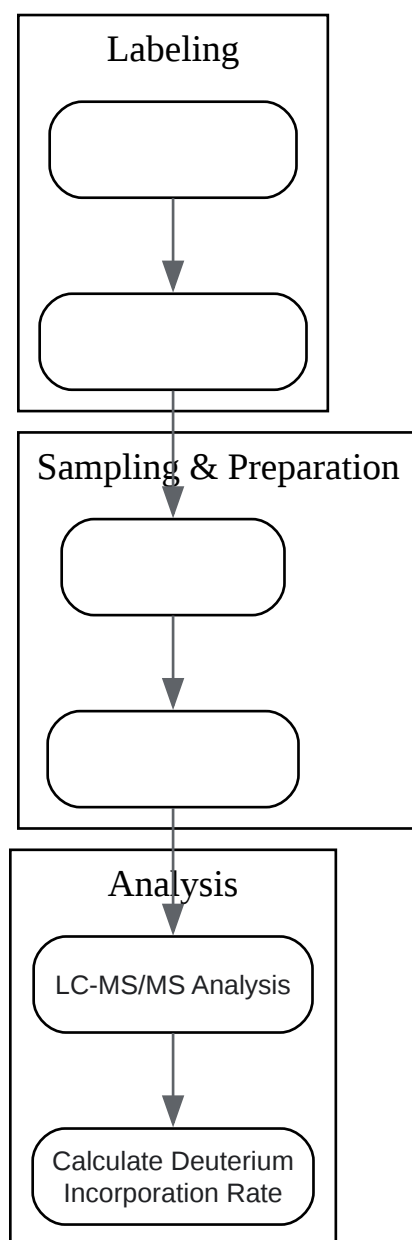 Labeling
Sampling & Preparation
Analysis
LC-MS/MS Analysis
Calculate Deuterium
Incorporation Rate